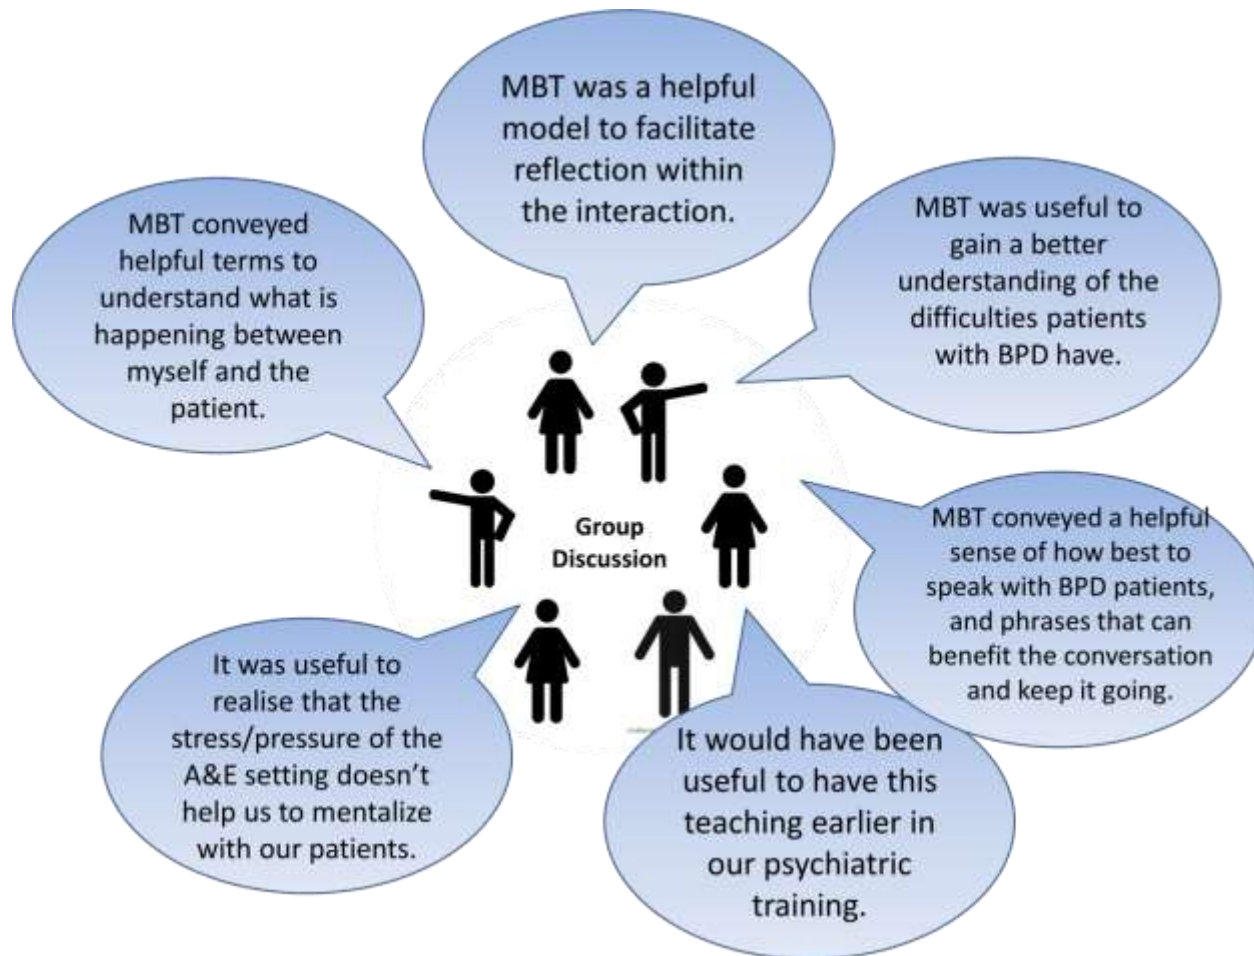 MBT was a helpful
model to facilitate
reflection within
the interaction.
MBT conveyed
helpful terms to
understand what is
happening between
myself and the
patient.
MBT was useful to
gain a better
understanding of the
difficulties patients
with BPD have.
Group
Discussion
MBT conveyed a helpful
sense of how best to
speak with BPD patients,
and phrases that can
benefit the conversation
and keep it going.
It was useful to
realise that the
stress/pressure of the
A&E setting doesn't
help us to mentalize
with our patients.
It would have been
useful to have this
teaching earlier in
our psychiatric
training.